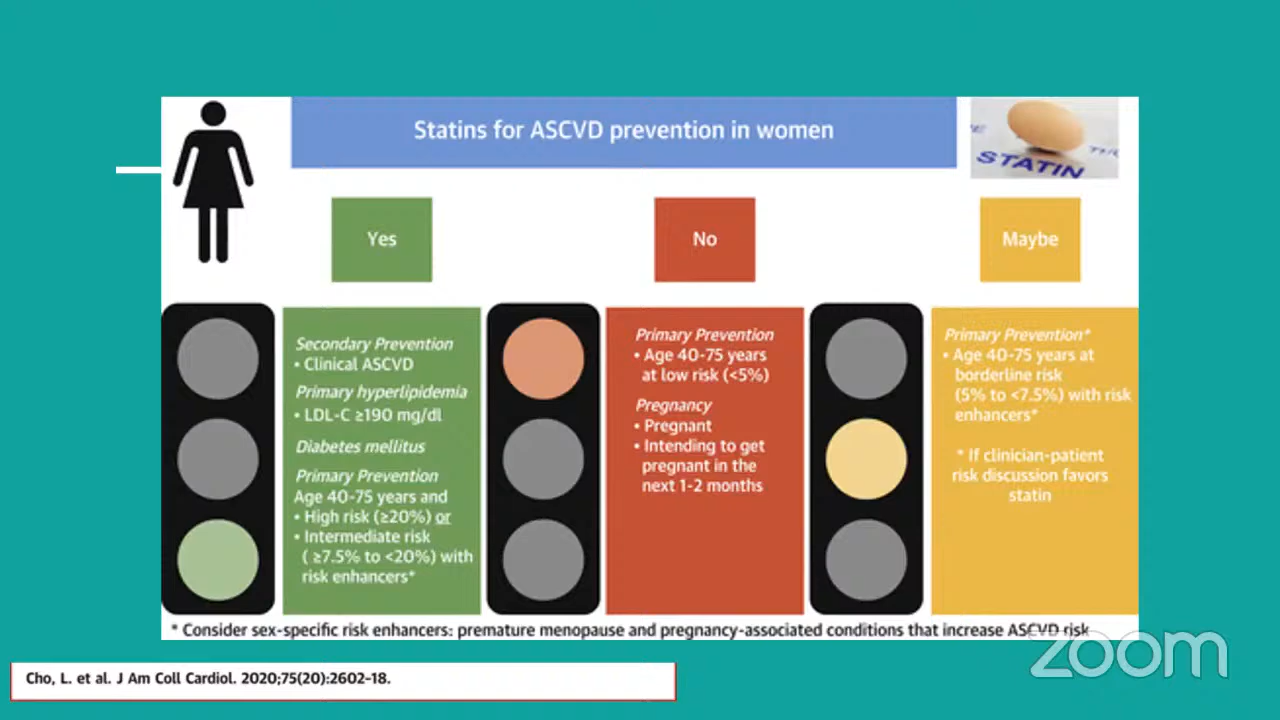 Statins for ASCVD prevention in women
STATIN
Yes
No
Maybe
Secondary Prevention
• Clinical ASCVD
Primary hyperlipidemia
• LDL-C ≥190 mg/dl
Diabetes mellitus
Primary Prevention
Age 40-75 years and
• High risk (≥20%) or
• Intermediate risk
( ≥7.5% to <20%) with
risk enhancers*
Primary Prevention
• Age 40-75 years
at low risk (<5%)
Pregnancy
• Pregnant
• Intending to get
pregnant in the
next 1-2 months
Primary Prevention*
• Age 40-75 years at
borderline risk
(5% to <7.5%) with risk
enhancers*
* If clinician-patient
risk discussion favors
statin
* Consider sex-specific risk enhancers: premature menopause and pregnancy-associated conditions that increase ASCVD risk
zoom
Cho, L. et al. J Am Coll Cardiol. 2020;75(20):2602-18.